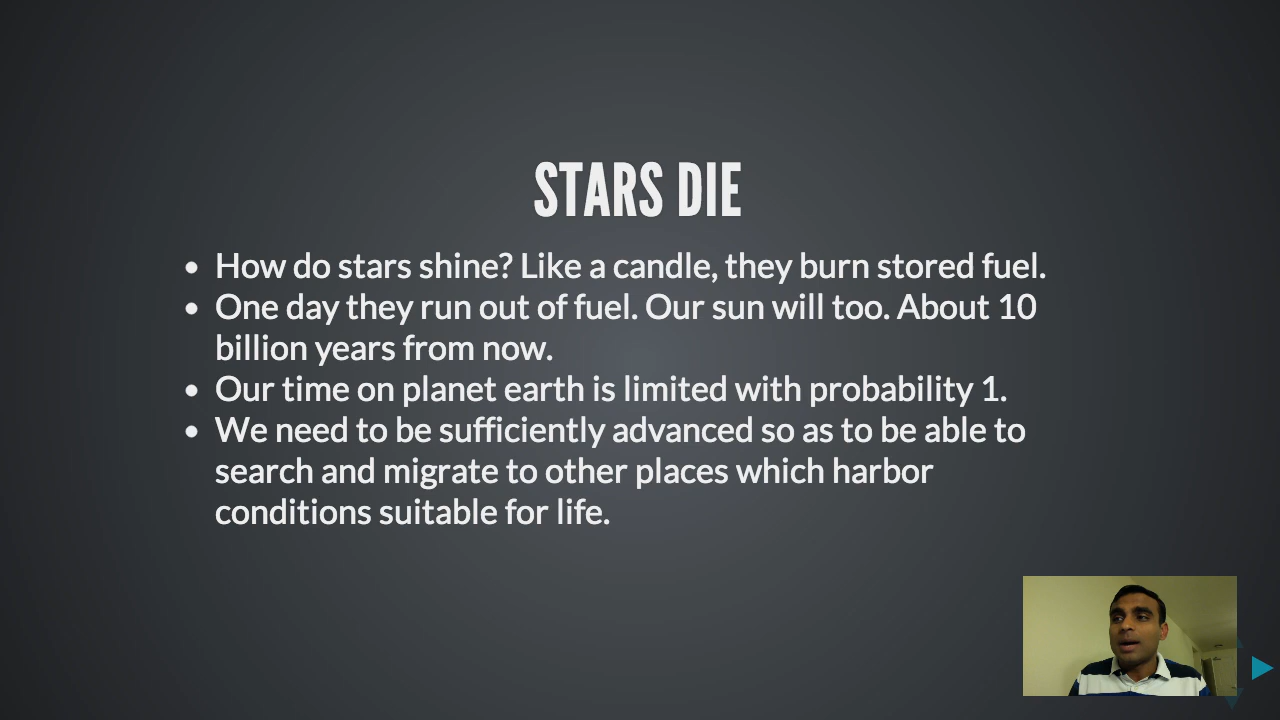 STARS DIE
• How do stars shine? Like a candle, they burn stored fuel.
• One day they run out of fuel. Our sun will too. About 10
billion years from now.
• Our time on planet earth is limited with probability 1.
• We need to be sufficiently advanced so as to be able to
search and migrate to other places which harbor
conditions suitable for life.